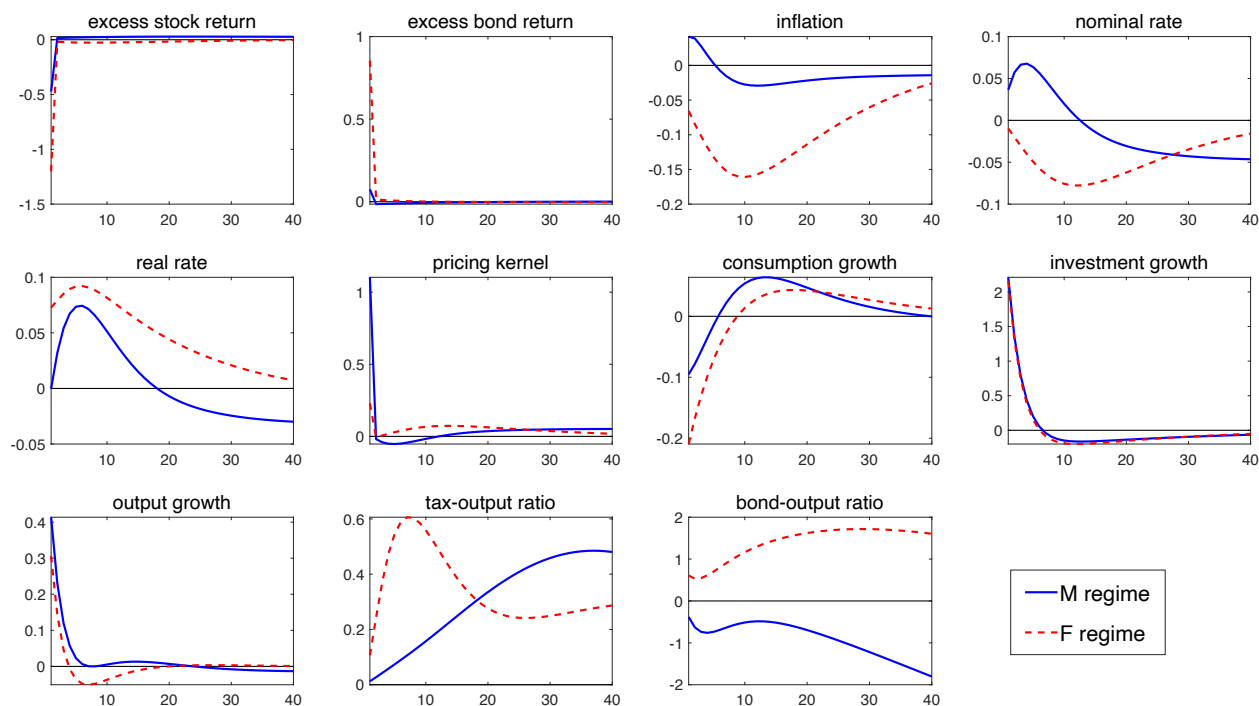 excess stock return
0
-0.5
-1
-1.5
10 20 30 40
excess bond return
1
0.5
0
10 20 30 40
inflation
0
-0.05
-0.1
-0.15
-0.2
10 20 30 40
nominal rate
0.1
0.05
0
-0.05
-0.1
10 20 30 40
real rate
0.1
0.05
0
-0.05
10 20 30 40
pricing kernel
1
0.5
0
10 20 30 40
consumption growth
0
-0.1
-0.2
10 20 30 40
investment growth
2
1.5
1
0.5
0
10 20 30 40
output growth
0.4
0.3
0.2
0.1
0
10 20 30 40
tax-output ratio
0.6
0.4
0.2
0
10 20 30 40
bond-output ratio
2
1
0
-1
-2
10 20 30 40
M regime
F regime